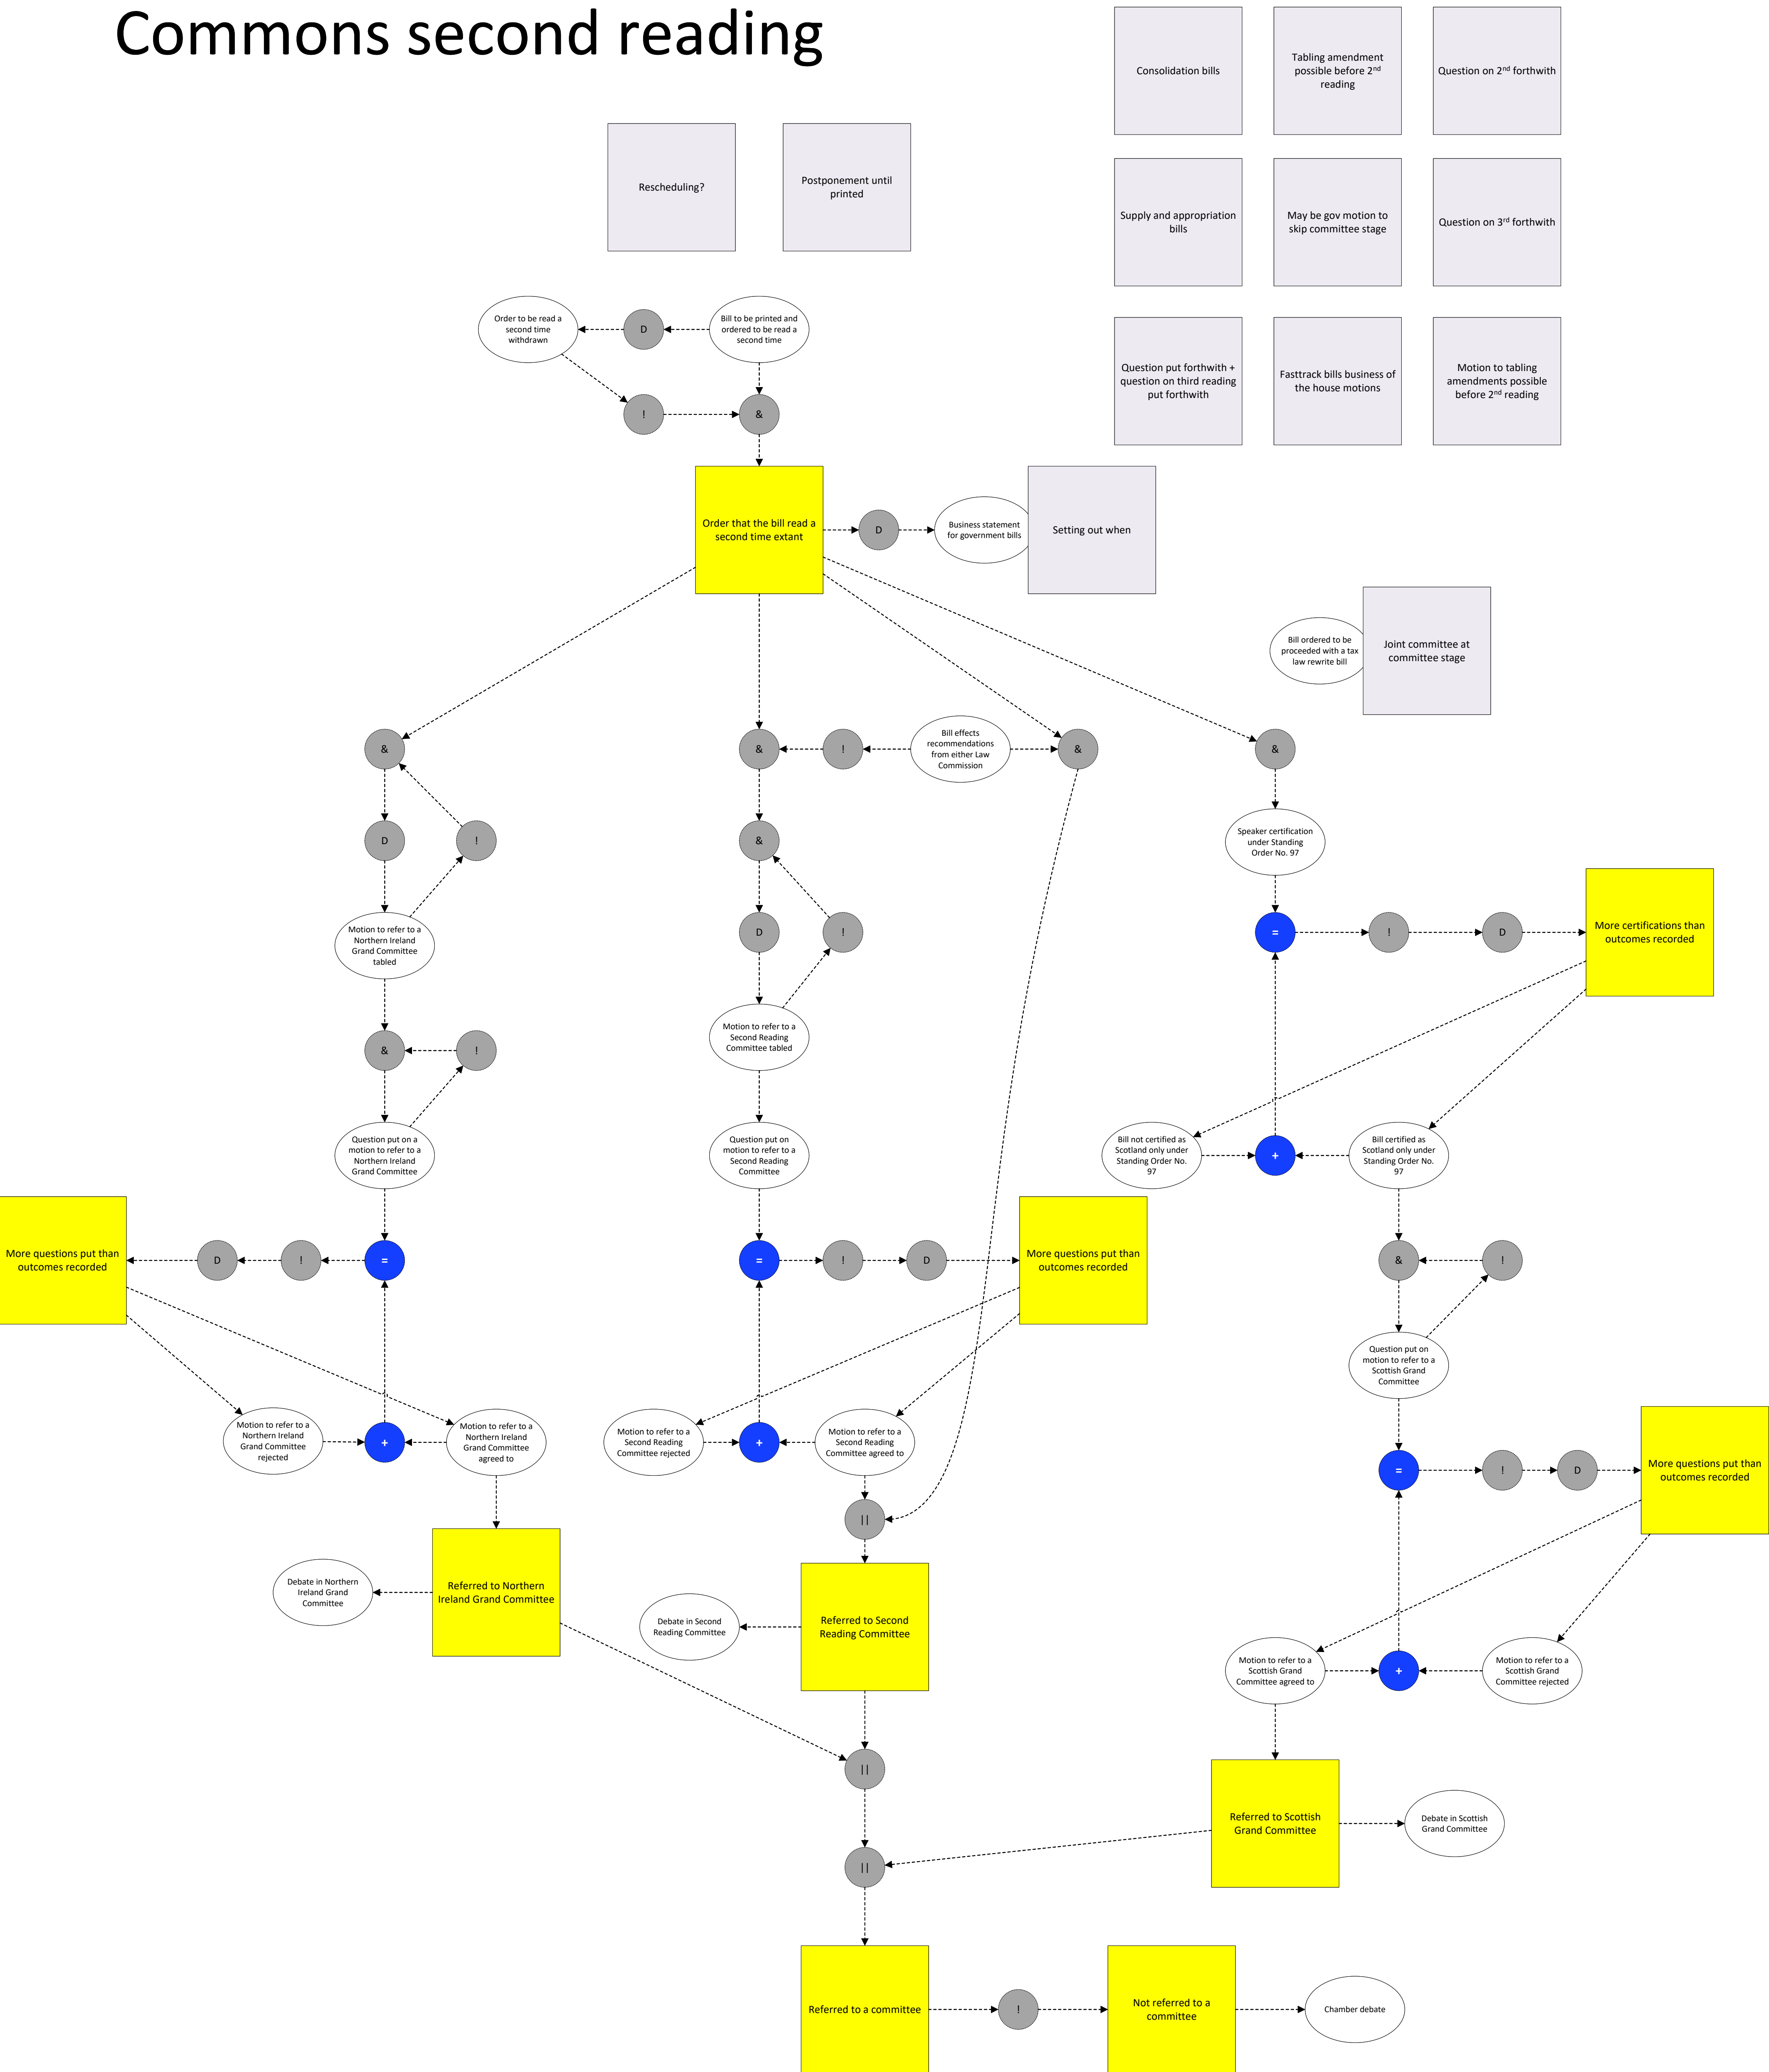 Commons second reading
Consolidation bills
Tabling amendment
possible before 2nd
reading
Question on 2nd forthwith
Rescheduling?
Postponement until
printed
Supply and appropriation
bills
May be gov motion to
skip committee stage
Question on 3rd forthwith
Order to be read a
second time
withdrawn
D
Bill to be printed and
ordered to be read a
second time
Question put forthwith +
question on third reading
put forthwith
Fasttrack bills business of
the house motions
Motion to tabling
amendments possible
before 2nd reading
!
&
Order that the bill read a
second time extant
D
Business statement
for government bills
Setting out when
Bill ordered to be
proceeded with a tax
law rewrite bill
Joint committee at
committee stage
&
&
!
Bill effects
recommendations
from either Law
Commission
&
&
D
!
&
Speaker certification
under Standing
Order No. 97
Motion to refer to a
Northern Ireland
Grand Committee
tabled
D
!
=
!
D
More certifications than
outcomes recorded
&
!
Motion to refer to a
Second Reading
Committee tabled
Question put on a
motion to refer to a
Northern Ireland
Grand Committee
Question put on
motion to refer to a
Second Reading
Committee
Bill not certified as
Scotland only under
Standing Order No.
97
+
Bill certified as
Scotland only under
Standing Order No.
97
More questions put than
outcomes recorded
D
!
=
=
!
D
More questions put than
outcomes recorded
&
!
Question put on
motion to refer to a
Scottish Grand
Committee
Motion to refer to a
Northern Ireland
Grand Committee
rejected
+
Motion to refer to a
Northern Ireland
Grand Committee
agreed to
Motion to refer to a
Second Reading
Committee rejected
+
Motion to refer to a
Second Reading
Committee agreed to
=
!
D
More questions put than
outcomes recorded
||
Debate in Northern
Ireland Grand
Committee
Referred to Northern
Ireland Grand Committee
Debate in Second
Reading Committee
Referred to Second
Reading Committee
Motion to refer to a
Scottish Grand
Committee agreed to
+
Motion to refer to a
Scottish Grand
Committee rejected
||
Referred to Scottish
Grand Committee
Debate in Scottish
Grand Committee
||
Referred to a committee
!
Not referred to a
committee
Chamber debate